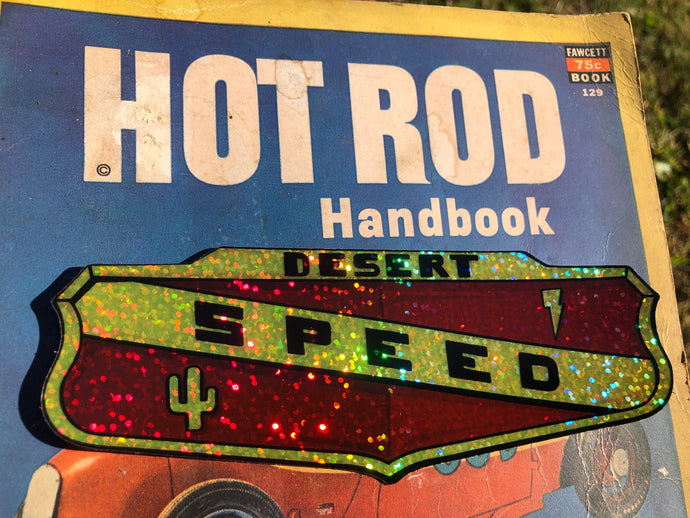 FAWCETT
75c
BOOK
129
HOT ROD
©
Handbook
DESERT
SPEED